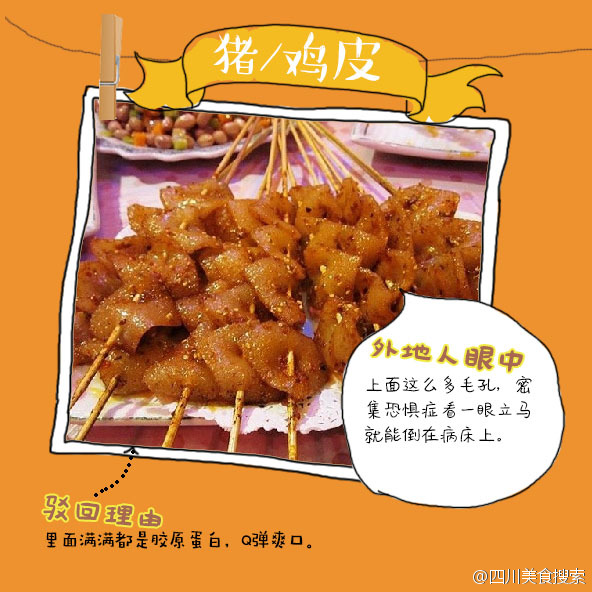 猪/鸡皮
外地人眼中
上面这么多毛孔，密
集恐惧症看一眼立马
就能倒在病床上。
驳回理由
里面满满都是胶原蛋白，Q弹爽口。
@四川美食搜索